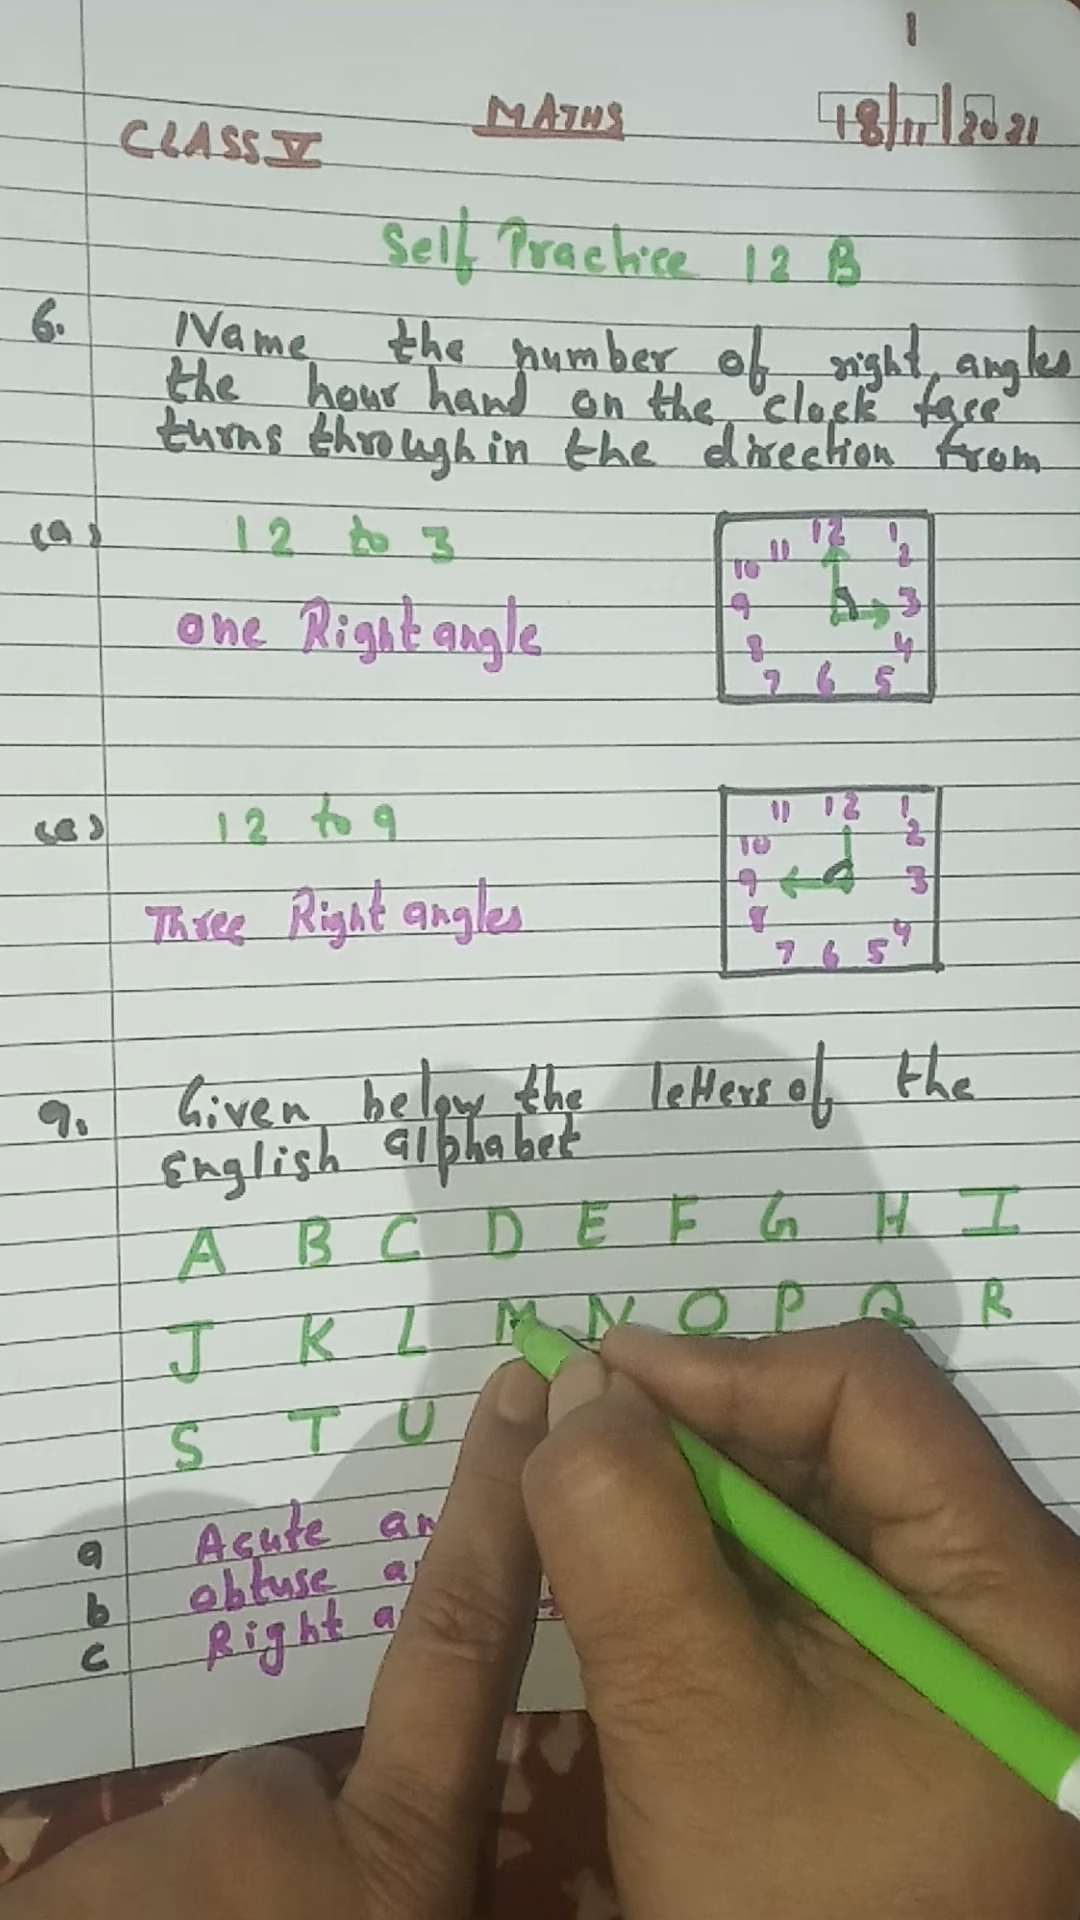 1
CLASS V MATHS 18/11/2021
Self Practice 12 B
6. Name the number of right angles
the hour hand on the clock face
turns through in the direction from
(a) 12 to 3
one Right angle
11 12 1
10 2
9 3
8 4
7 6 5
12 to 9
Three Right angles
11 12 1
10 2
9 3
8 4
7 6 5
9. Given below the letters of the
English alphabet
A B C D E F G H I
J K L M N O P Q R
S T U
a Acute
b obtuse
c Right